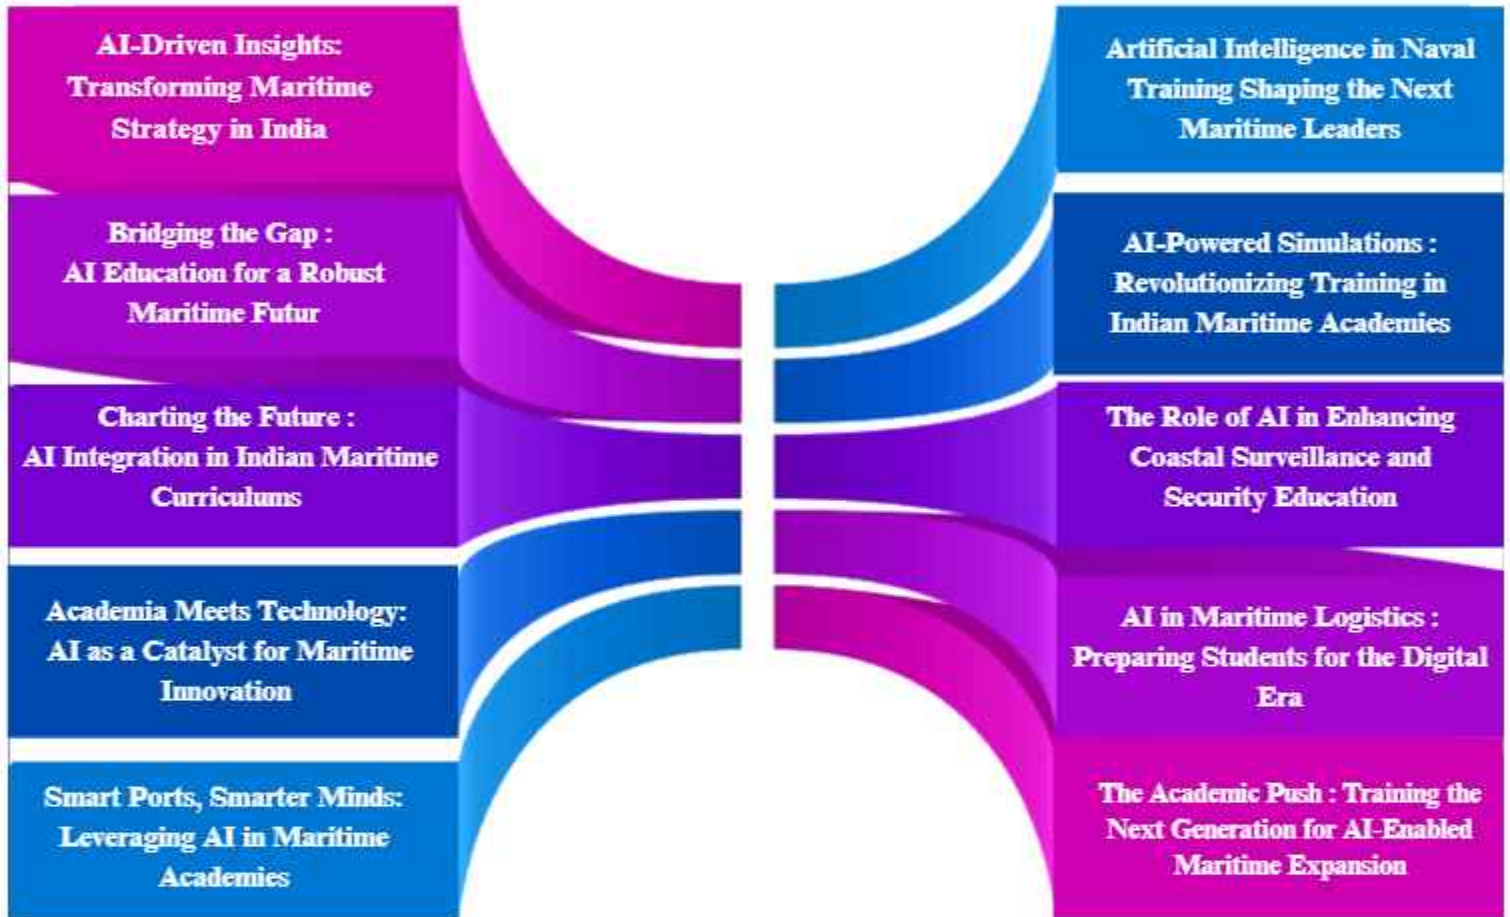 AI-Driven Insights:
Transforming Maritime
Strategy in India
Bridging the Gap :
AI Education for a Robust
Maritime Futur
Charting the Future :
AI Integration in Indian Maritime
Curriculums
Academia Meets Technology:
AI as a Catalyst for Maritime
Innovation
Smart Ports, Smarter Minds:
Leveraging AI in Maritime
Academies
Artificial Intelligence in Naval
Training Shaping the Next
Maritime Leaders
AI-Powered Simulations :
Revolutionizing Training in
Indian Maritime Academies
The Role of AI in Enhancing
Coastal Surveillance and
Security Education
AI in Maritime Logistics :
Preparing Students for the Digital
Era
The Academic Push : Training the
Next Generation for AI-Enabled
Maritime Expansion